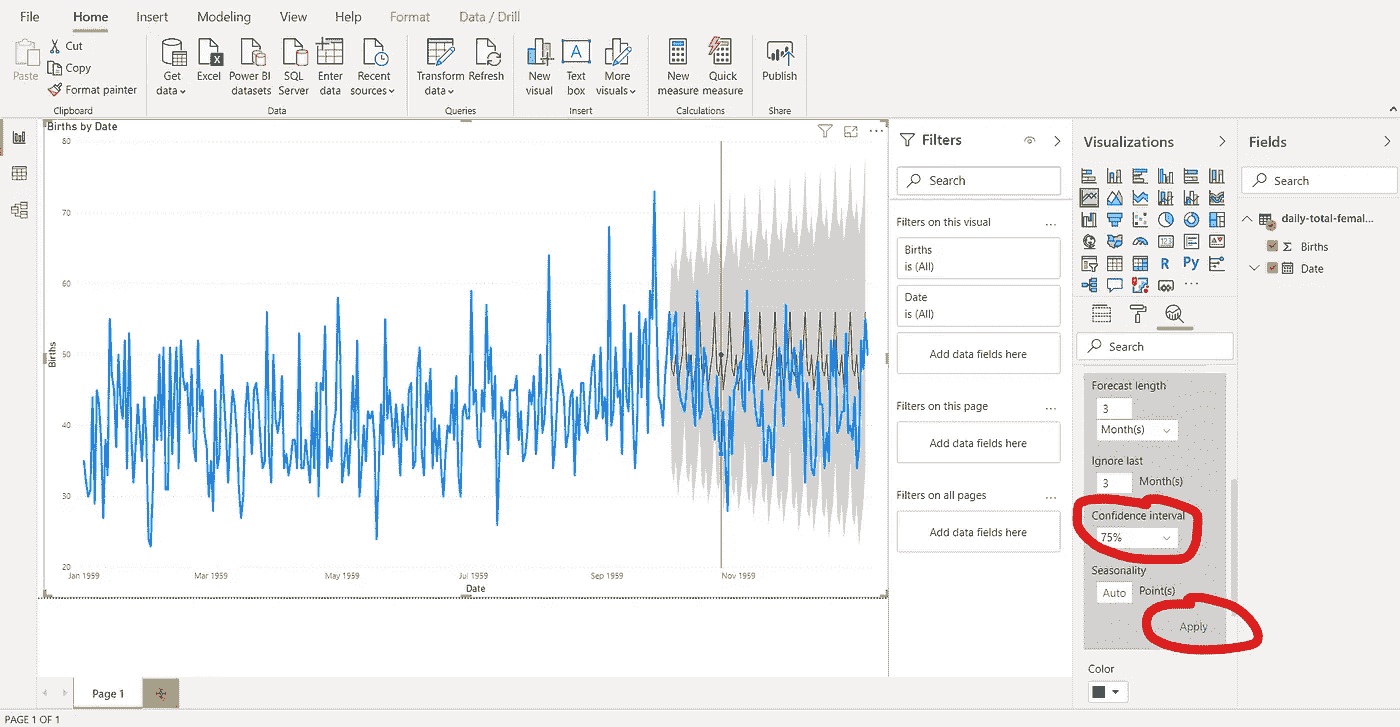 File Home Insert Modeling View Help Format Data / Drill
Paste
Cut
Copy
Format painter
Clipboard
Get data
Excel
Power BI datasets
SQL Server
Enter data
Recent sources
Data
Transform data
Refresh
Queries
New visual
Text box
More visuals
Insert
New measure
Quick measure
Calculations
Publish
Share
Births by Date
80
70
60
50
40
30
20
Births
Jan 1959 Mar 1959 May 1959 Jul 1959 Sep 1959 Nov 1959
Date
Filters
Search
Filters on this visual
Births
is (All)
Date
is (All)
Add data fields here
Filters on this page
Add data fields here
Filters on all pages
Add data fields here
Visualizations
R Py
Search
Forecast length
3
Month(s)
Ignore last
3 Month(s)
Confidence interval
75%
Seasonality
Auto Point(s)
Apply
Color
Fields
Search
daily-total-femal...
Σ Births
Date
Page 1
PAGE 1 OF 1